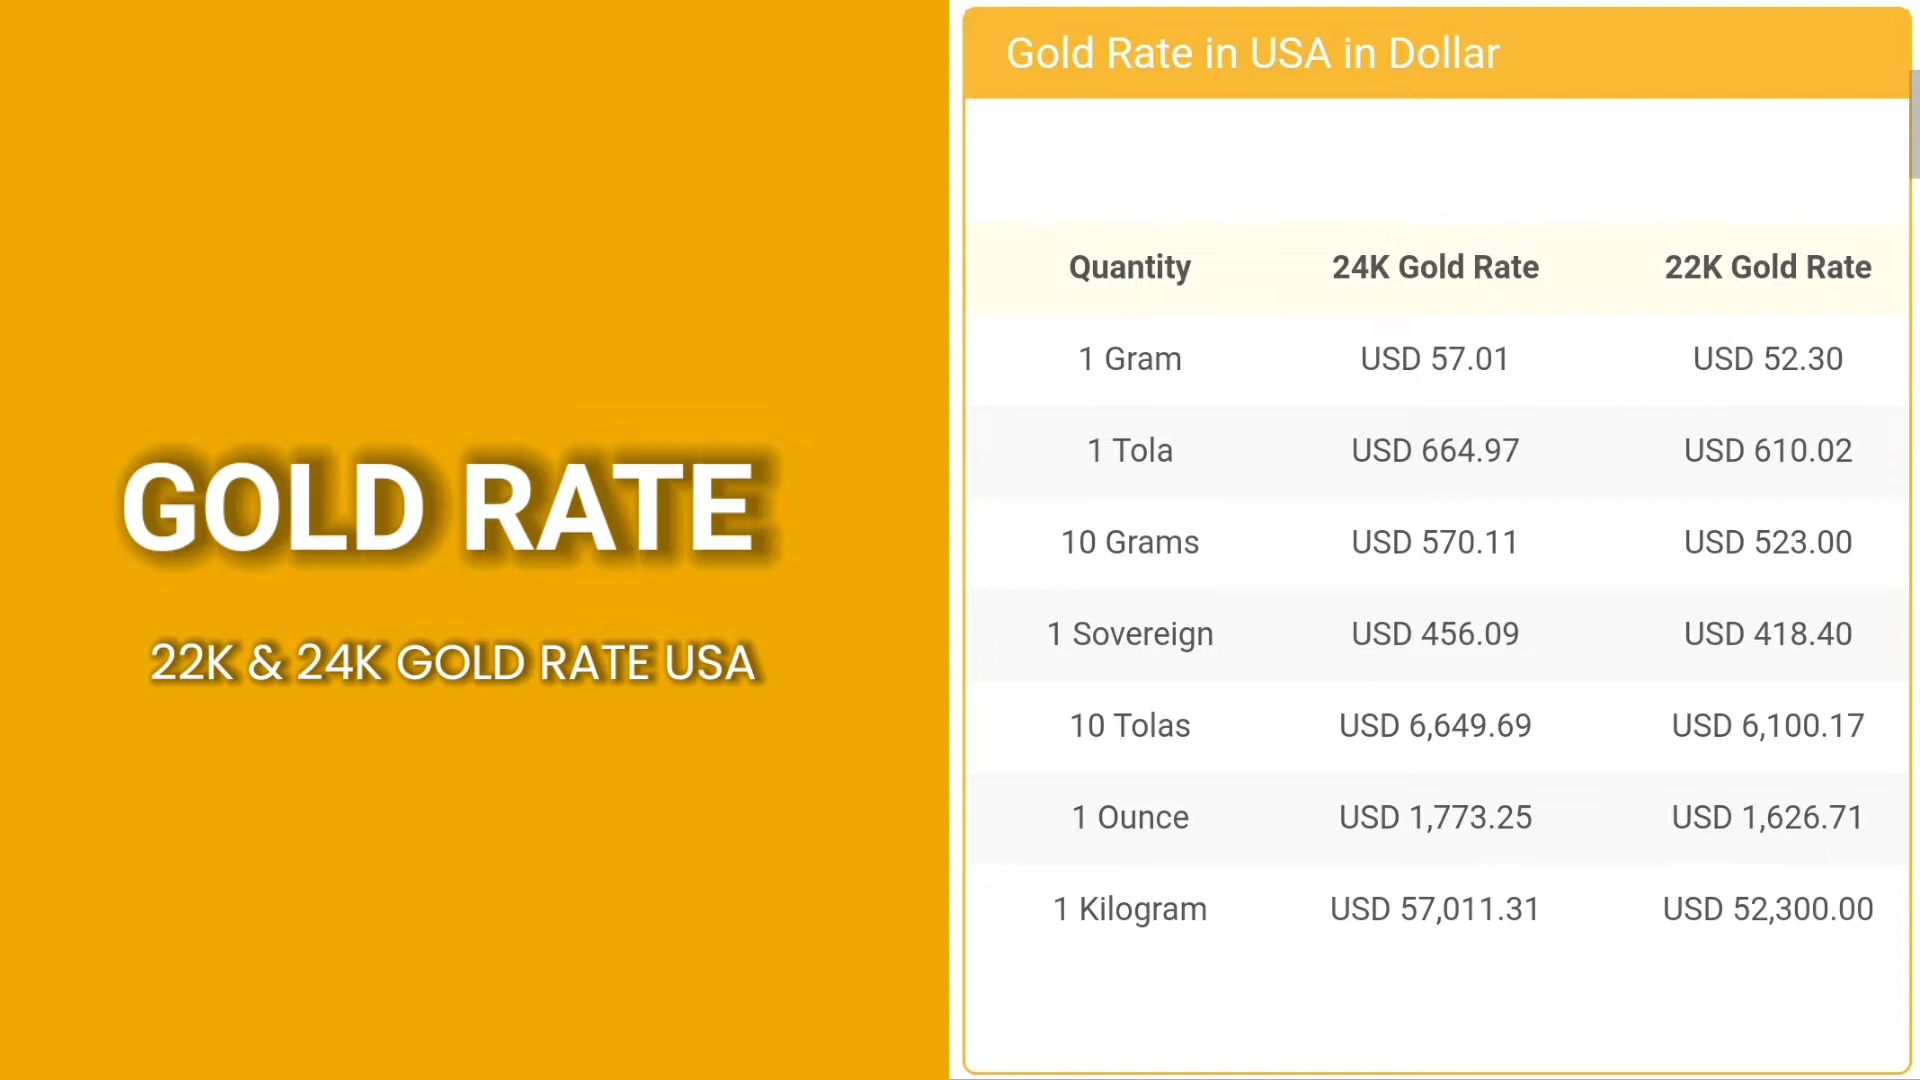 GOLD RATE
22K & 24K GOLD RATE USA
Gold Rate in USA in Dollar
Quantity 24K Gold Rate 22K Gold Rate
1 Gram USD 57.01 USD 52.30
1 Tola USD 664.97 USD 610.02
10 Grams USD 570.11 USD 523.00
1 Sovereign USD 456.09 USD 418.40
10 Tolas USD 6,649.69 USD 6,100.17
1 Ounce USD 1,773.25 USD 1,626.71
1 Kilogram USD 57,011.31 USD 52,300.00